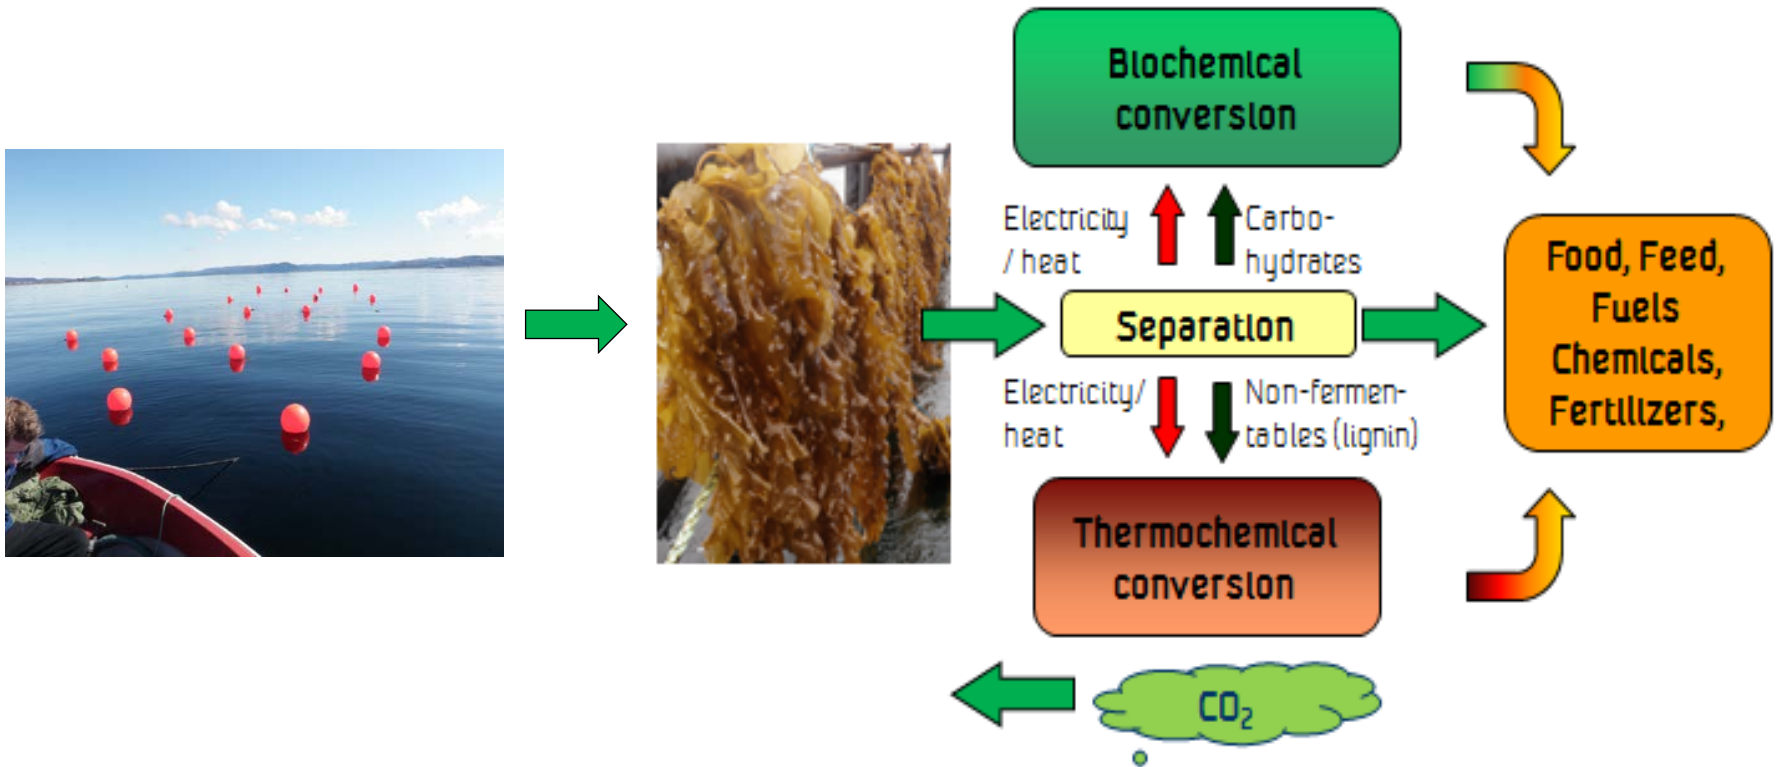 Biochemical
conversion
Electricity
/ heat
Carbo-
hydrates
Separation
Food, Feed,
Fuels
Chemicals,
Fertilizers,
Electricity/
heat
Non-fermen-
tables (lignin)
Thermochemical
conversion
CO₂